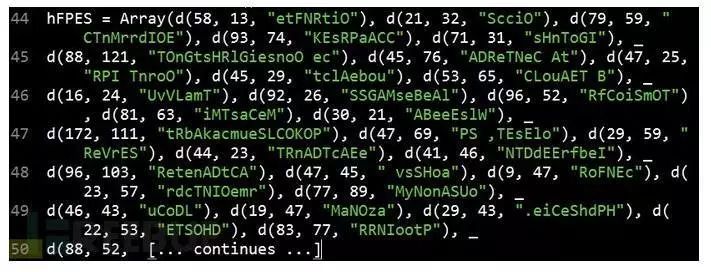 44 hFPES = Array(d(58, 13, "etFNRtiO"), d(21, 32, "ScciO"), d(79, 59, "
CTnMrrdIOE"), d(93, 74, "KEsRPaACC"), d(71, 31, "sHnToGI"), _
45 d(88, 121, "TOnGtsHRlGiesnoO ec"), d(45, 76, "ADReTNeC At"), d(47, 25,
"RPI TnroO"), d(45, 29, "tclAebou"), d(53, 65, "CLouAET B"), _
46 d(16, 24, "UvVLamT"), d(92, 26, "SSGAMseBeAl"), d(96, 52, "RfCoiSmOT")
, d(81, 63, "iMTsaCeM"), d(30, 21, "ABeeEslW"), _
47 d(172, 111, "tRbAkacmueSLCOKOP"), d(47, 69, "PS ,TEsElo"), d(29, 59, "
ReVrES"), d(44, 23, "TRnADTcAEe"), d(41, 46, "NTDdEErfbeI"), _
48 d(96, 103, "RetenADtCA"), d(47, 45, " vsSHoa"), d(9, 47, "RoFNEc"), d(
23, 57, "rdcTNIOemr"), d(77, 89, "MyNonASUo"), _
49 d(46, 43, "uCoDL"), d(19, 47, "MaNOza"), d(29, 43, ".eiCeShdPH"), d(
22, 53, "ETSOHD"), d(83, 77, "RRNIootP"), _
50 d(88, 52, [... continues ...]